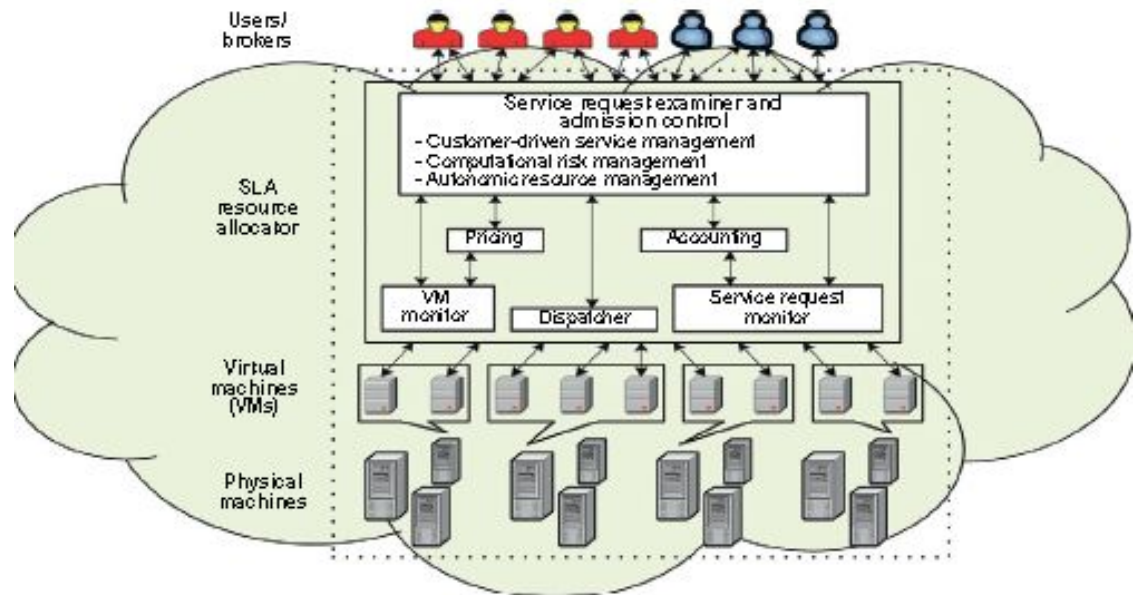 Users/
brokers
Service request examiner and
admission control
- Customer-driven service management
- Computational risk management
- Autonomic resource management
SLA
resource
allocator
Pricing
Accounting
VM
monitor
Dispatcher
Service request
monitor
Virtual
machines
(VMs)
Physical
machines